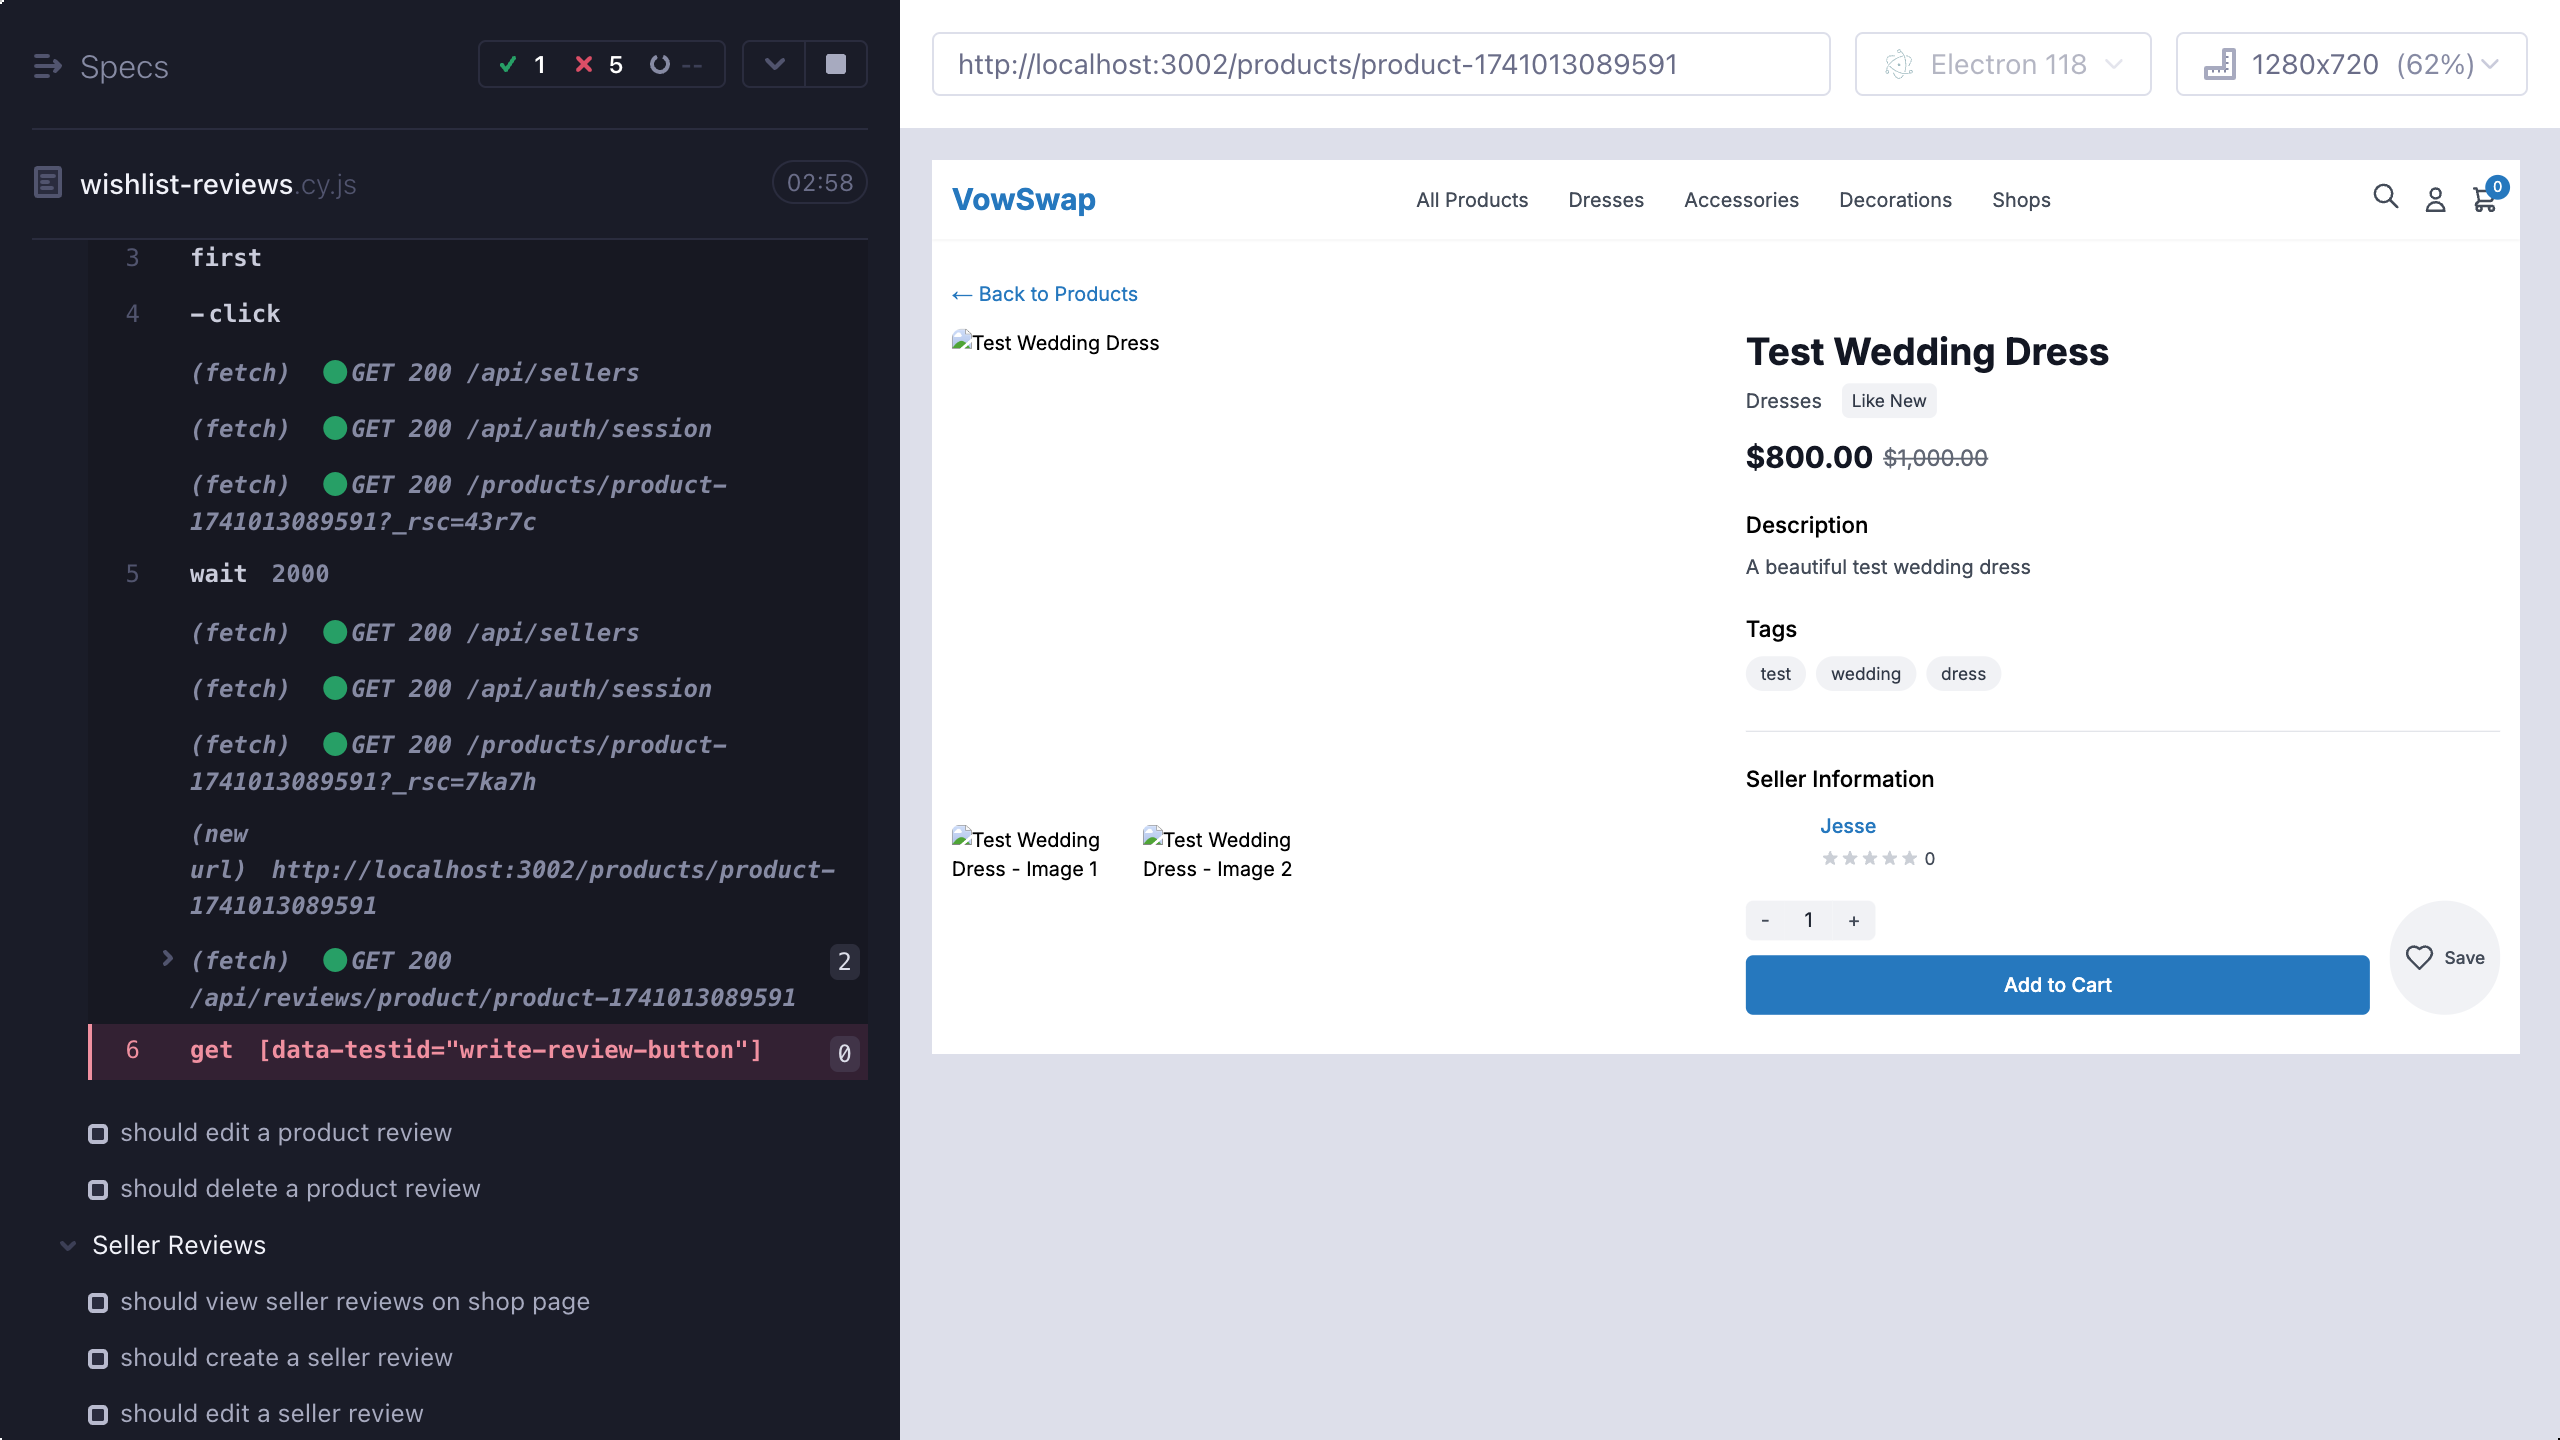 Specs
1 5 --
wishlist-reviews.cy.js 02:58
3 first
4 -click
(fetch) GET 200 /api/sellers
(fetch) GET 200 /api/auth/session
(fetch) GET 200 /products/product-
1741013089591?_rsc=43r7c
5 wait 2000
(fetch) GET 200 /api/sellers
(fetch) GET 200 /api/auth/session
(fetch) GET 200 /products/product-
1741013089591?_rsc=7ka7h
(new
url) http://localhost:3002/products/product-
1741013089591
(fetch) GET 200 2
/api/reviews/product/product-1741013089591
6 get [data-testid="write-review-button"] 0
should edit a product review
should delete a product review
Seller Reviews
should view seller reviews on shop page
should create a seller review
should edit a seller review
http://localhost:3002/products/product-1741013089591
Electron 118
1280x720 (62%)
VowSwap
All Products Dresses Accessories Decorations Shops
0
← Back to Products
Test Wedding Dress
Test Wedding
Dress - Image 1
Test Wedding
Dress - Image 2
Test Wedding Dress
Dresses Like New
$800.00 $1,000.00
Description
A beautiful test wedding dress
Tags
test wedding dress
Seller Information
Jesse
0
- 1 +
Add to Cart
Save